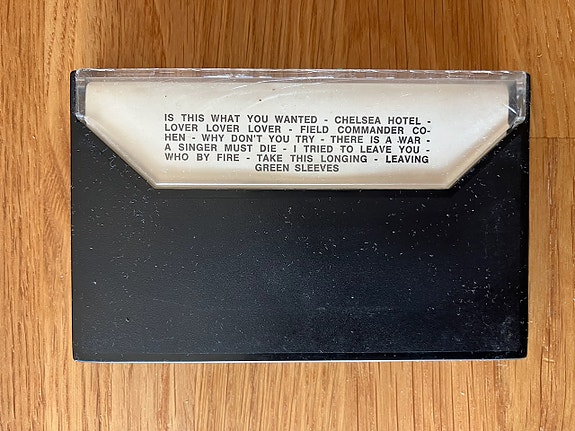 IS THIS WHAT YOU WANTED - CHELSEA HOTEL -
LOVER LOVER LOVER - FIELD COMMANDER CO-
HEN - WHY DON'T YOU TRY - THERE IS A WAR -
A SINGER MUST DIE - I TRIED TO LEAVE YOU -
WHO BY FIRE - TAKE THIS LONGING - LEAVING
GREEN SLEEVES